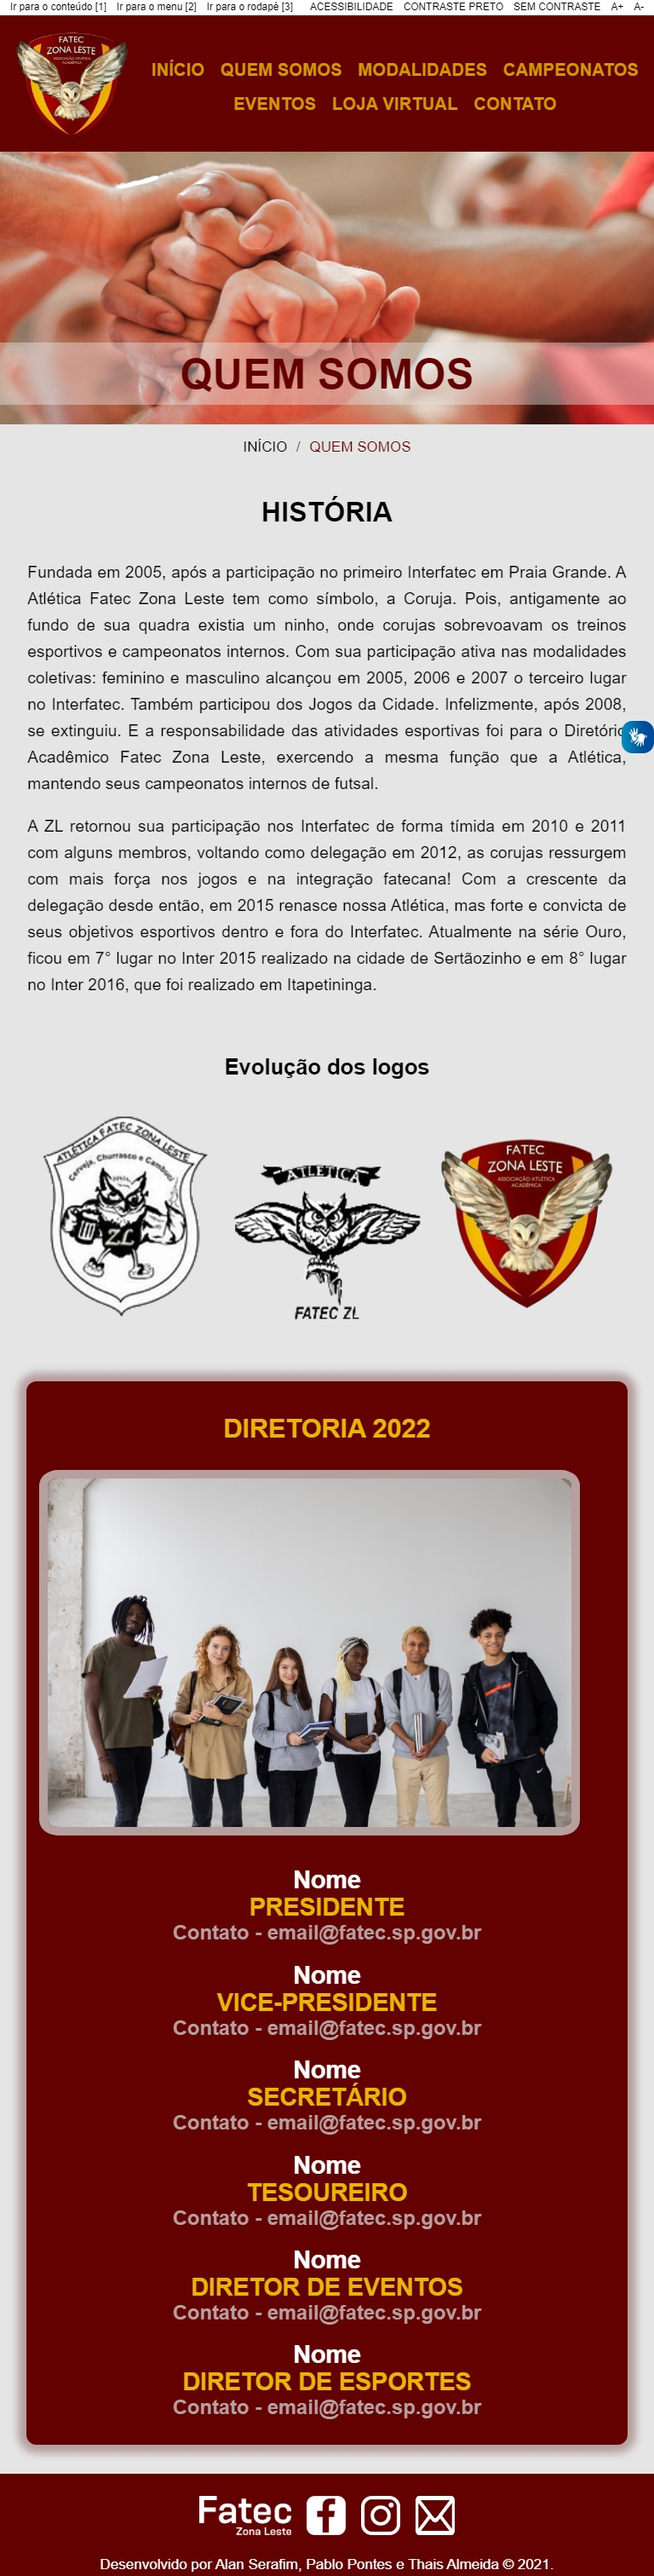 Ir para o conteúdo [1] Ir para o menu [2] Ir para o rodapé [3] ACESSIBILIDADE CONTRASTE PRETO SEM CONTRASTE A+ A-
FATEC
ZONA LESTE
ASSOCIAÇÃO ATLÉTICA
ACADÊMICA
INÍCIO QUEM SOMOS MODALIDADES CAMPEONATOS
EVENTOS LOJA VIRTUAL CONTATO
QUEM SOMOS
INÍCIO / QUEM SOMOS
HISTÓRIA
Fundada em 2005, após a participação no primeiro Interfatec em Praia Grande. A
Atlética Fatec Zona Leste tem como símbolo, a Coruja. Pois, antigamente ao
fundo de sua quadra existia um ninho, onde corujas sobrevoavam os treinos
esportivos e campeonatos internos. Com sua participação ativa nas modalidades
coletivas: feminino e masculino alcançou em 2005, 2006 e 2007 o terceiro lugar
no Interfatec. Também participou dos Jogos da Cidade. Infelizmente, após 2008,
se extinguiu. E a responsabilidade das atividades esportivas foi para o Diretório
Acadêmico Fatec Zona Leste, exercendo a mesma função que a Atlética,
mantendo seus campeonatos internos de futsal.
A ZL retornou sua participação nos Interfatec de forma tímida em 2010 e 2011
com alguns membros, voltando como delegação em 2012, as corujas ressurgem
com mais força nos jogos e na integração fatecana! Com a crescente da
delegação desde então, em 2015 renasce nossa Atlética, mas forte e convicta de
seus objetivos esportivos dentro e fora do Interfatec. Atualmente na série Ouro,
ficou em 7° lugar no Inter 2015 realizado na cidade de Sertãozinho e em 8° lugar
no Inter 2016, que foi realizado em Itapetininga.
Evolução dos logos
ATLÉTICA FATEC ZONA LESTE
Cerveja, Churrasco e Cambuci
ZL
ATLETICA
FATEC ZL
FATEC
ZONA LESTE
ASSOCIAÇÃO ATLÉTICA
ACADÊMICA
DIRETORIA 2022
Nome
PRESIDENTE
Contato - email@fatec.sp.gov.br
Nome
VICE-PRESIDENTE
Contato - email@fatec.sp.gov.br
Nome
SECRETÁRIO
Contato - email@fatec.sp.gov.br
Nome
TESOUREIRO
Contato - email@fatec.sp.gov.br
Nome
DIRETOR DE EVENTOS
Contato - email@fatec.sp.gov.br
Nome
DIRETOR DE ESPORTES
Contato - email@fatec.sp.gov.br
Fatec
Zona Leste
Desenvolvido por Alan Serafim, Pablo Pontes e Thais Almeida © 2021.